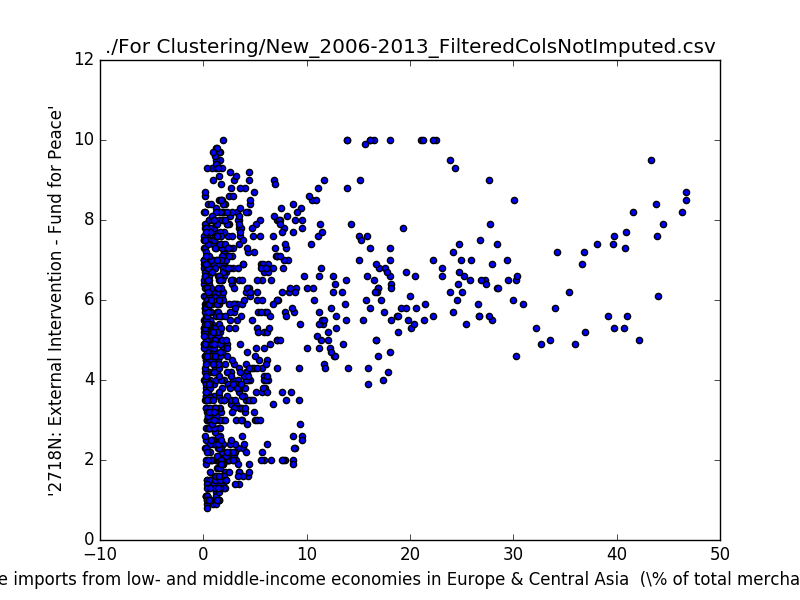 ./For Clustering/New_2006-2013_FilteredColsNotImputed.csv
'2718N: External Intervention - Fund for Peace'
12
10
8
6
4
2
0
−10 0 10 20 30 40 50
e imports from low- and middle-income economies in Europe & Central Asia (\% of total mercha